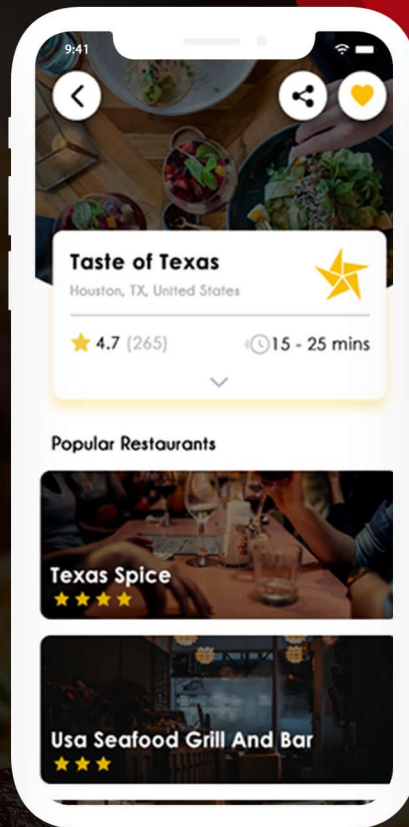 9:41
Taste of Texas
Houston, TX, United States
4.7 (265)
15 - 25 mins
Popular Restaurants
Texas Spice
Usa Seafood Grill And Bar